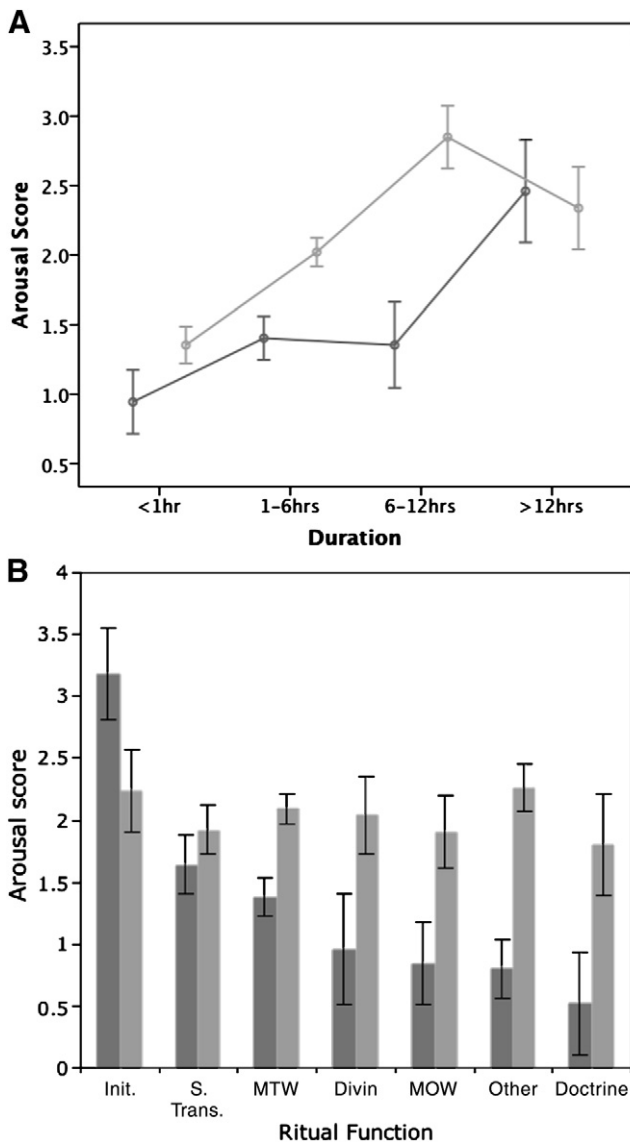 A
3.5
3.0
2.5
2.0
1.5
1.0
0.5
Arousal Score
<1hr 1-6hrs 6-12hrs >12hrs
Duration
B
4
3.5
3
2.5
2
1.5
1
0.5
0
Arousal score
Init. S. Trans. MTW Divin MOW Other Doctrine
Ritual Function